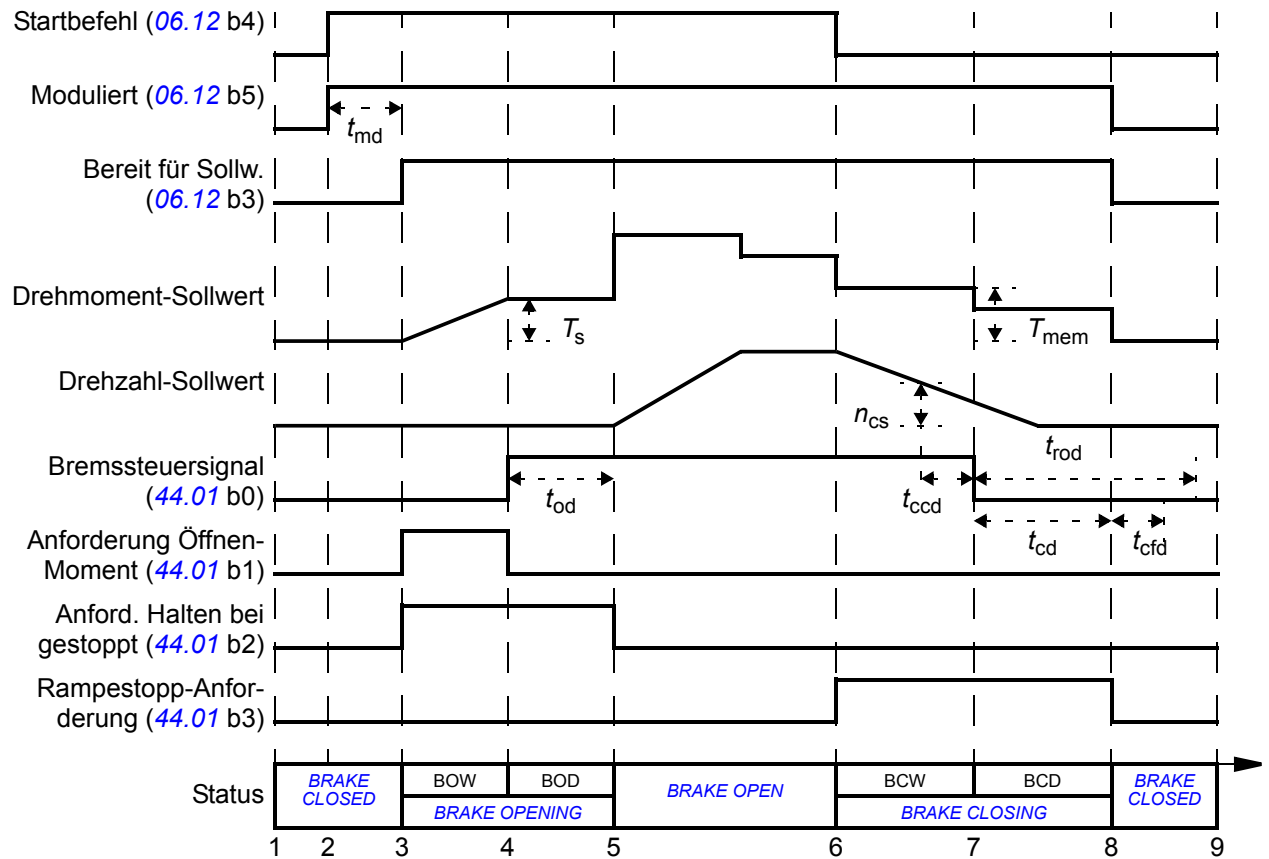 Startbefehl (06.12 b4)
Moduliert (06.12 b5)
tmd
Bereit für Sollw.
(06.12 b3)
Drehmoment-Sollwert
Ts
Tmem
Drehzahl-Sollwert
ncs
trod
Bremssteuersignal
(44.01 b0)
tod
tccd
tcd
tcfd
Anforderung Öffnen-
Moment (44.01 b1)
Anford. Halten bei
gestoppt (44.01 b2)
Rampestopp-Anfor-
derung (44.01 b3)
Status
BRAKE
CLOSED
BOW
BOD
BRAKE OPENING
BRAKE OPEN
BCW
BCD
BRAKE CLOSING
BRAKE
CLOSED
1 2 3 4 5 6 7 8 9